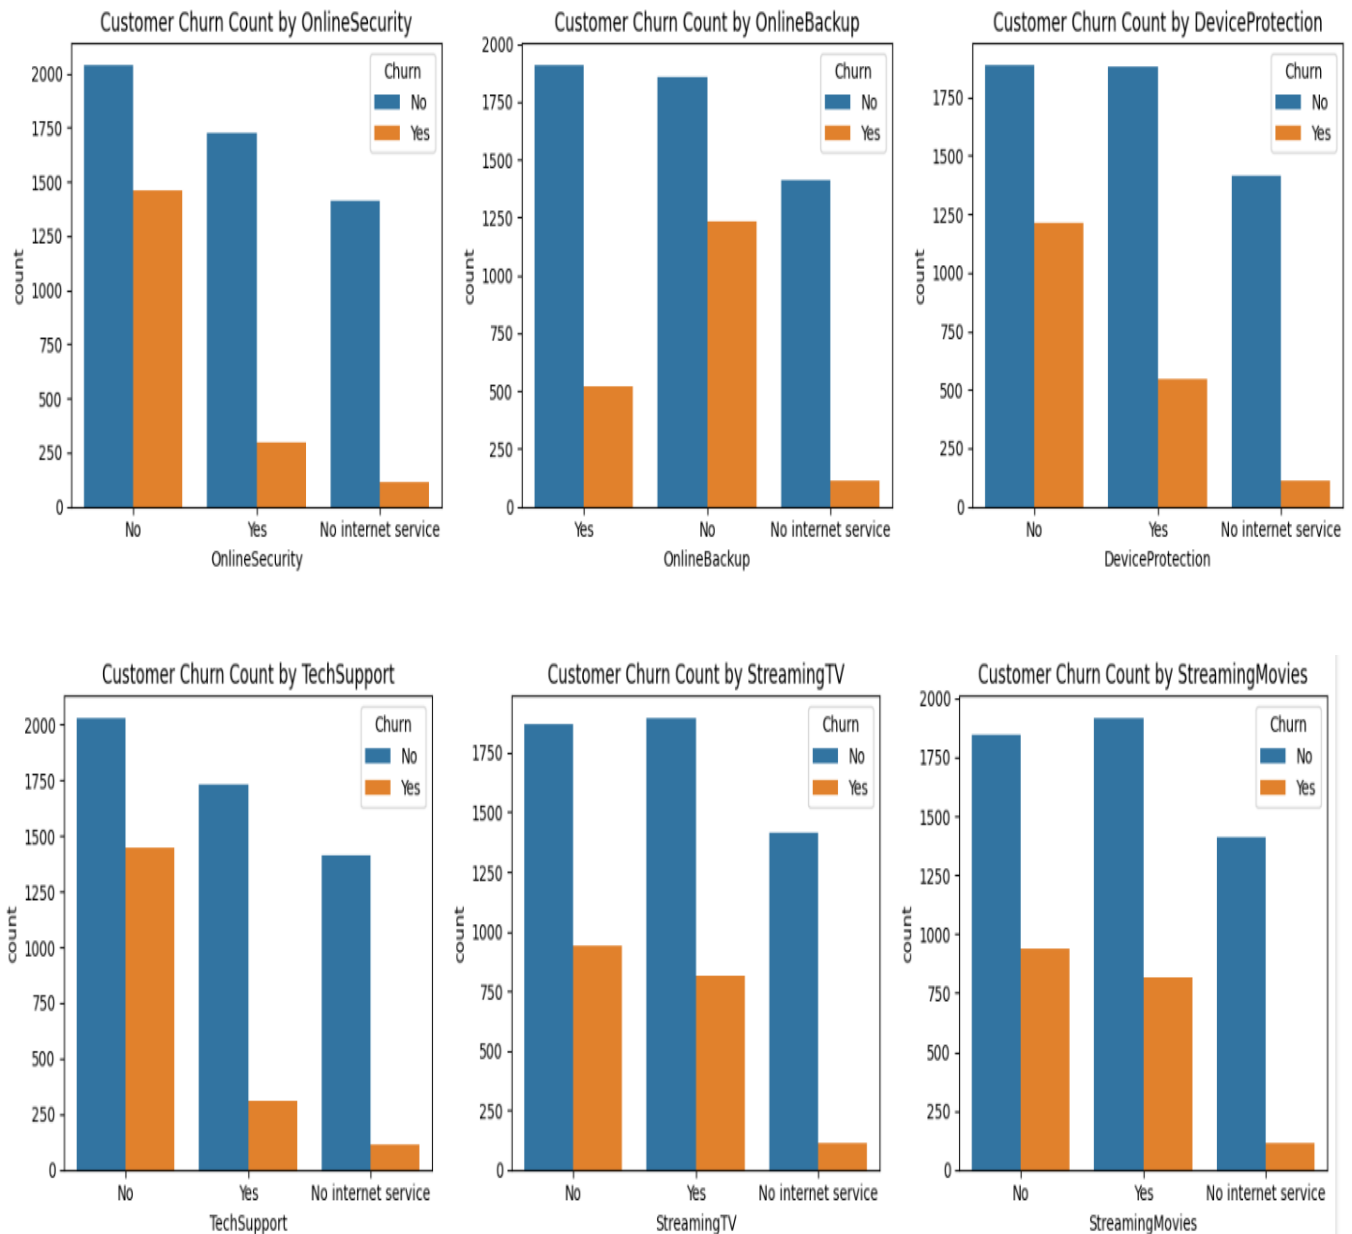 Customer Churn Count by OnlineSecurity
Churn
No
Yes
2000
1750
1500
1250
1000
750
500
250
0
count
No Yes No internet service
OnlineSecurity
Customer Churn Count by OnlineBackup
Churn
No
Yes
2000
1750
1500
1250
1000
750
500
250
0
count
Yes No No internet service
OnlineBackup
Customer Churn Count by DeviceProtection
Churn
No
Yes
1750
1500
1250
1000
750
500
250
0
count
No Yes No internet service
DeviceProtection
Customer Churn Count by TechSupport
Churn
No
Yes
2000
1750
1500
1250
1000
750
500
250
0
count
No Yes No internet service
TechSupport
Customer Churn Count by StreamingTV
Churn
No
Yes
1750
1500
1250
1000
750
500
250
0
count
No Yes No internet service
StreamingTV
Customer Churn Count by StreamingMovies
Churn
No
Yes
2000
1750
1500
1250
1000
750
500
250
0
count
No Yes No internet service
StreamingMovies